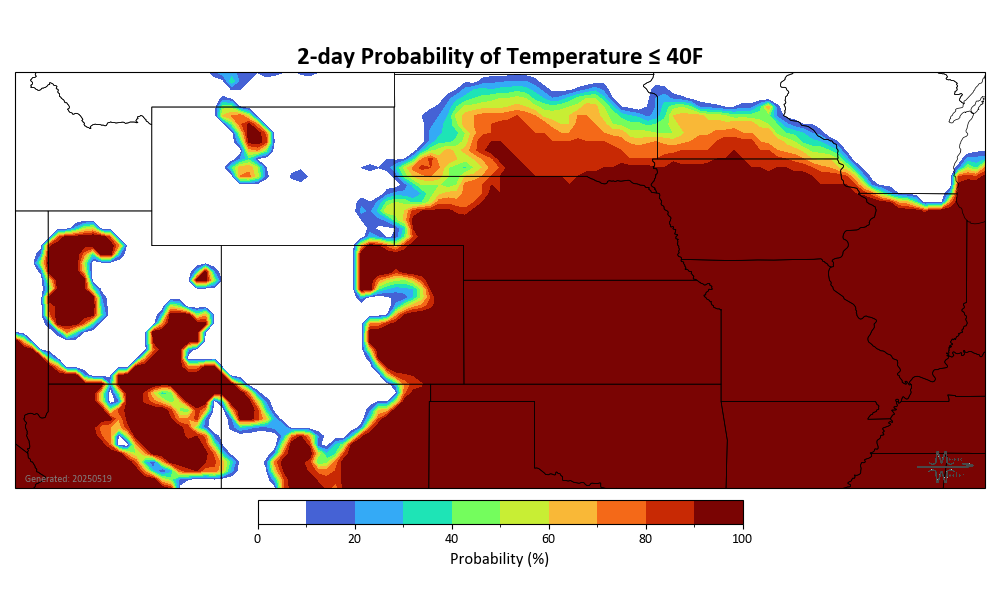 2-day Probability of Temperature ≤ 40F
Generated: 20250519
0 20 40 60 80 100
Probability (%)